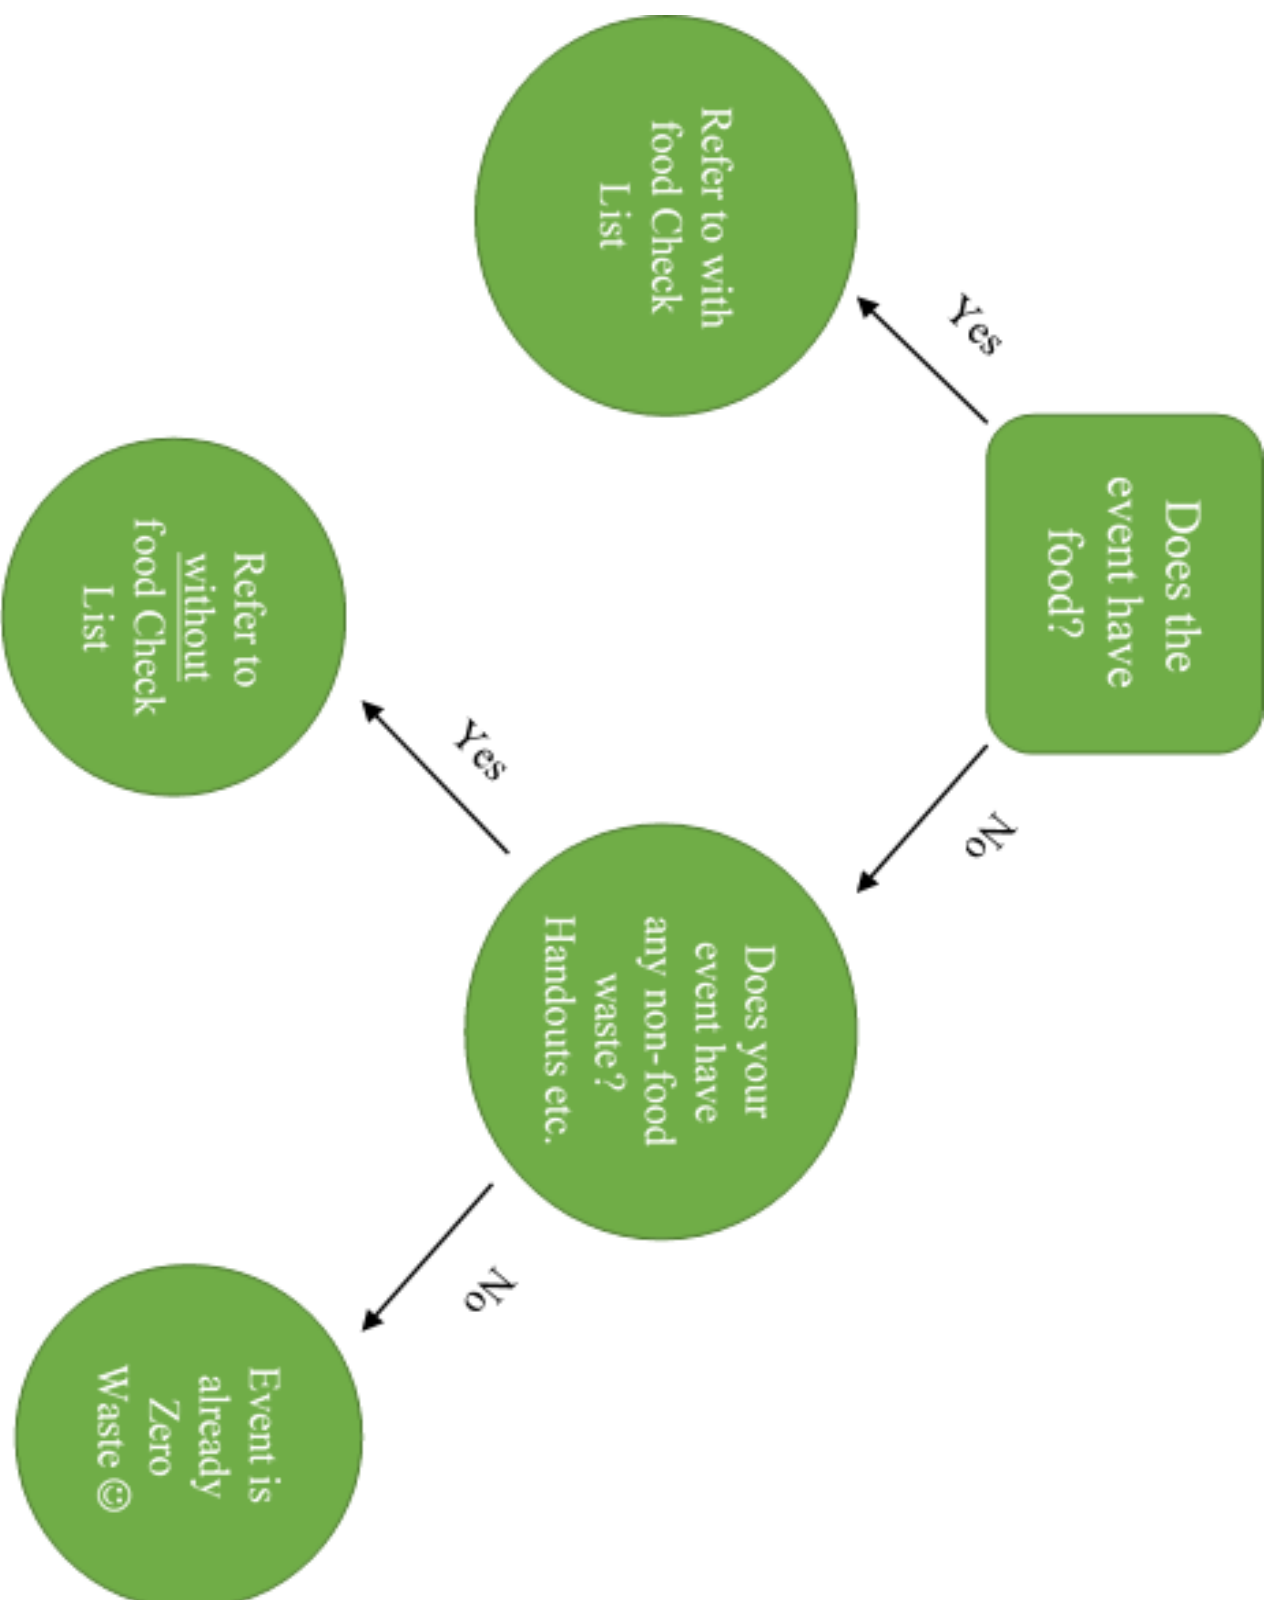 Does the
event have
food?
Yes
No
Refer to with
food Check
List
Does your
event have
any non-food
waste?
Handouts etc.
Yes
No
Refer to
without
food Check
List
Event is
already
Zero
Waste ☺